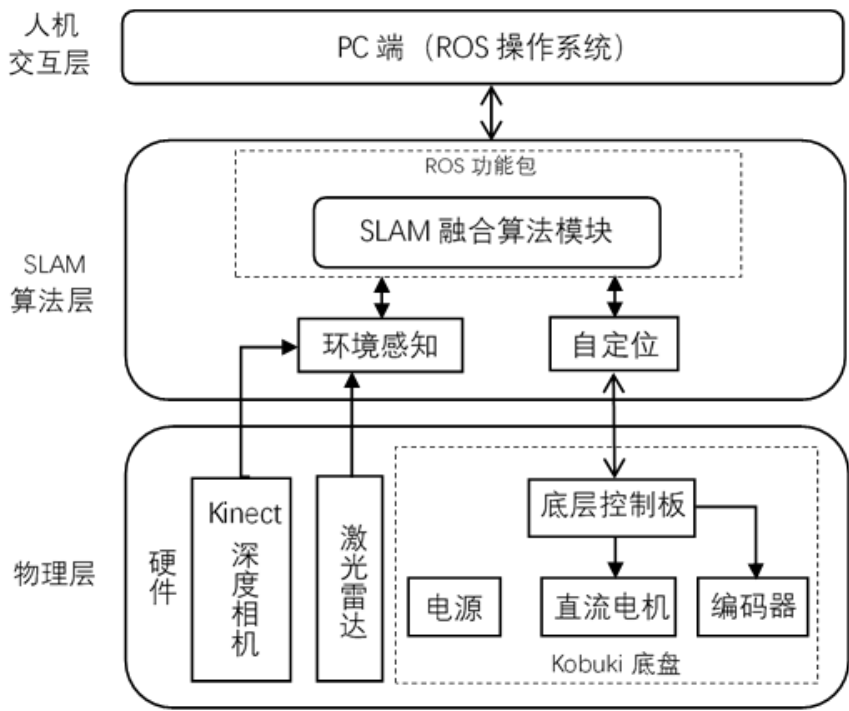 人机
交互层
PC 端（ROS 操作系统）
ROS 功能包
SLAM 融合算法模块
SLAM
算法层
环境感知
自定位
物理层
硬件
Kinect
深度相机
激光雷达
底层控制板
电源
直流电机
编码器
Kobuki 底盘